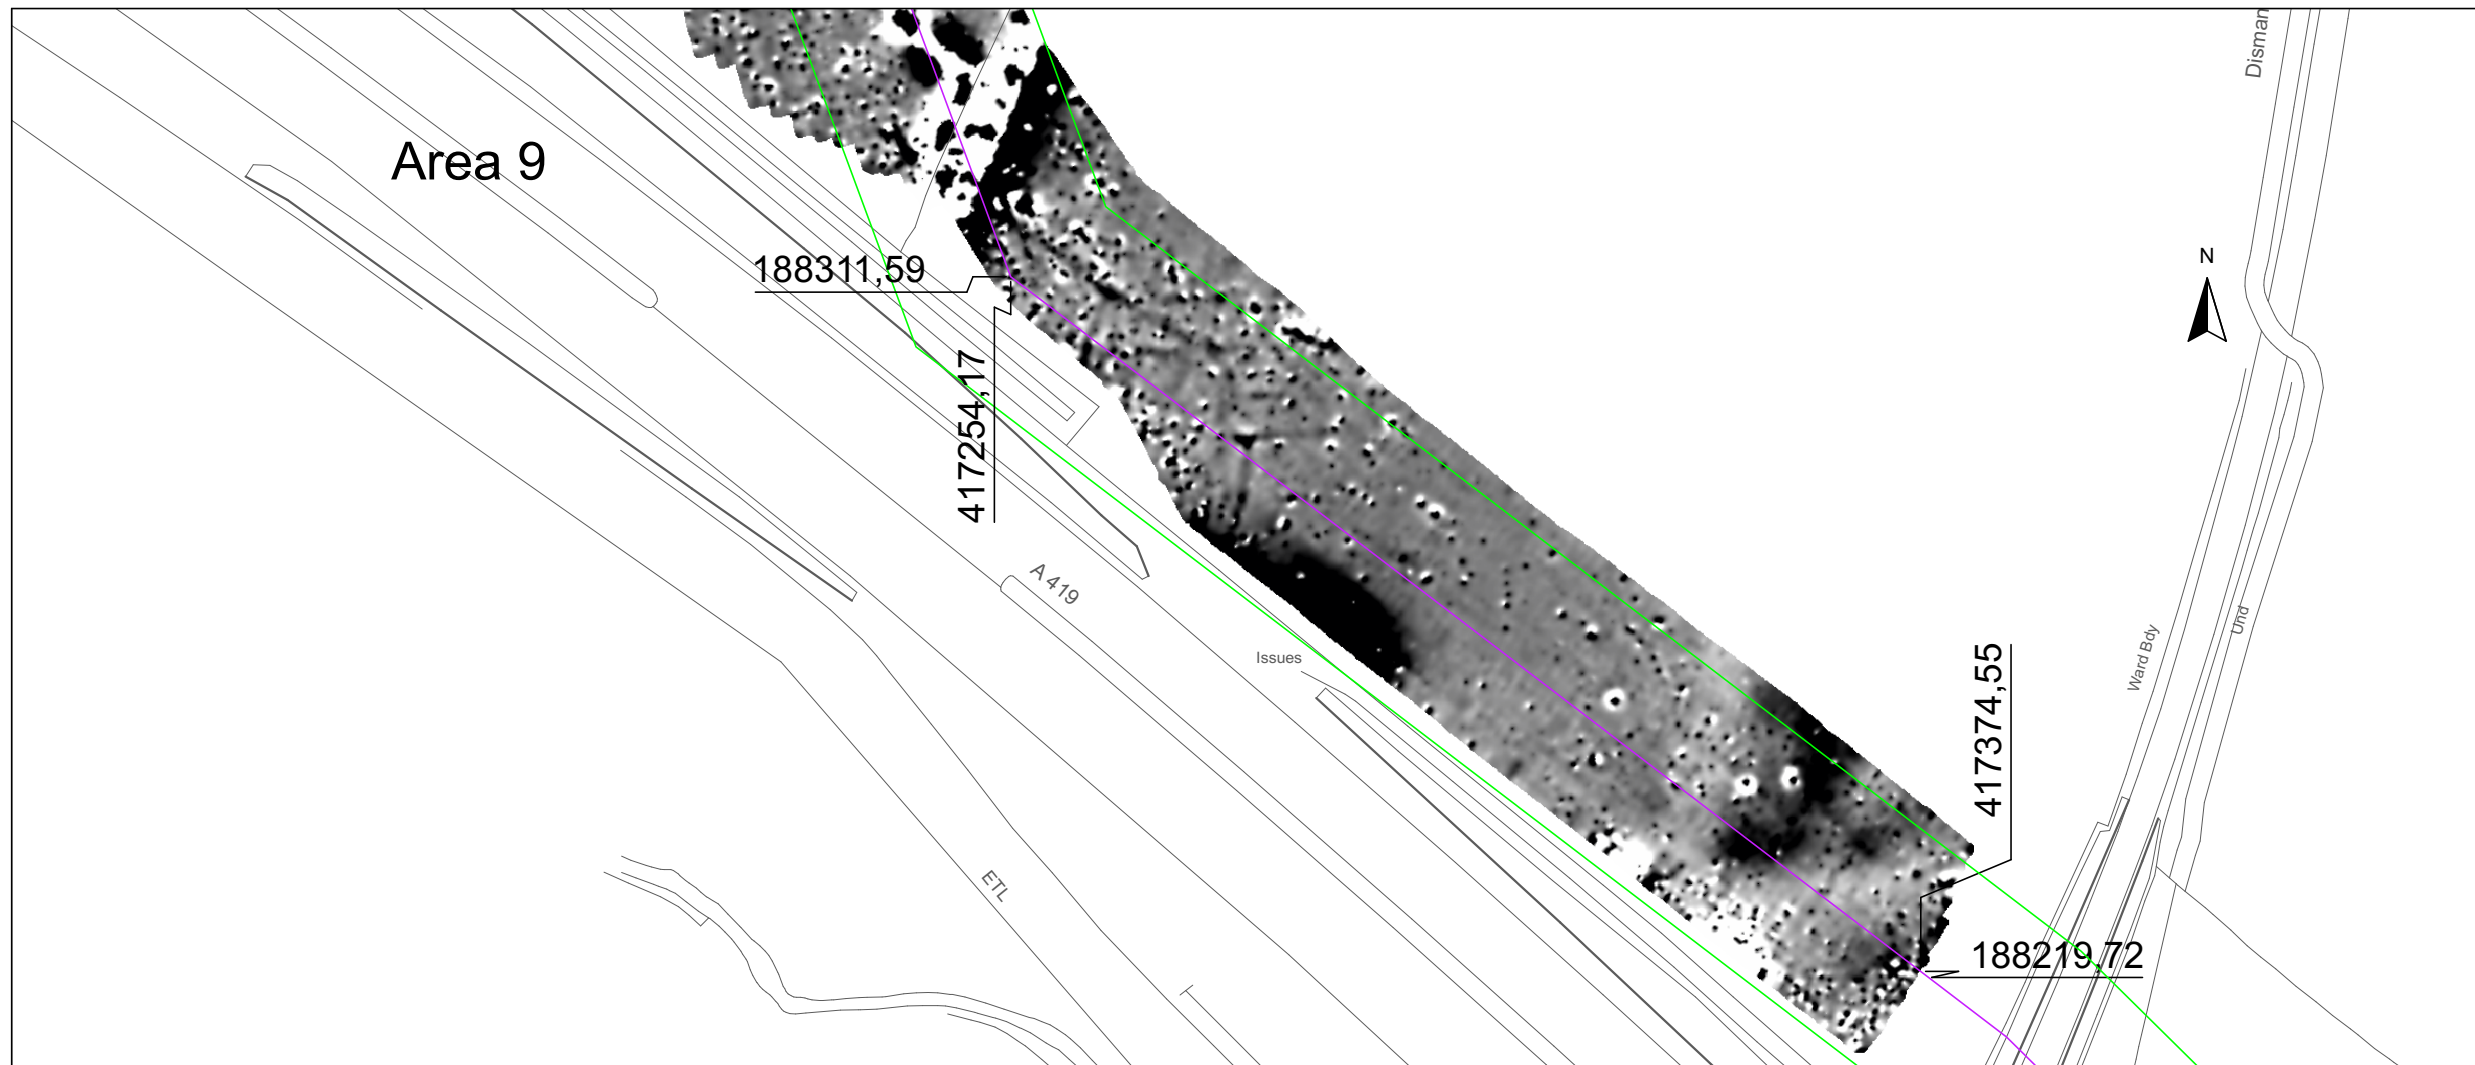 Disman
Area 9
N
188311,59
417254,17
A 419
Und
Ward Bdy
Issues
417374,55
ETL
188219,72